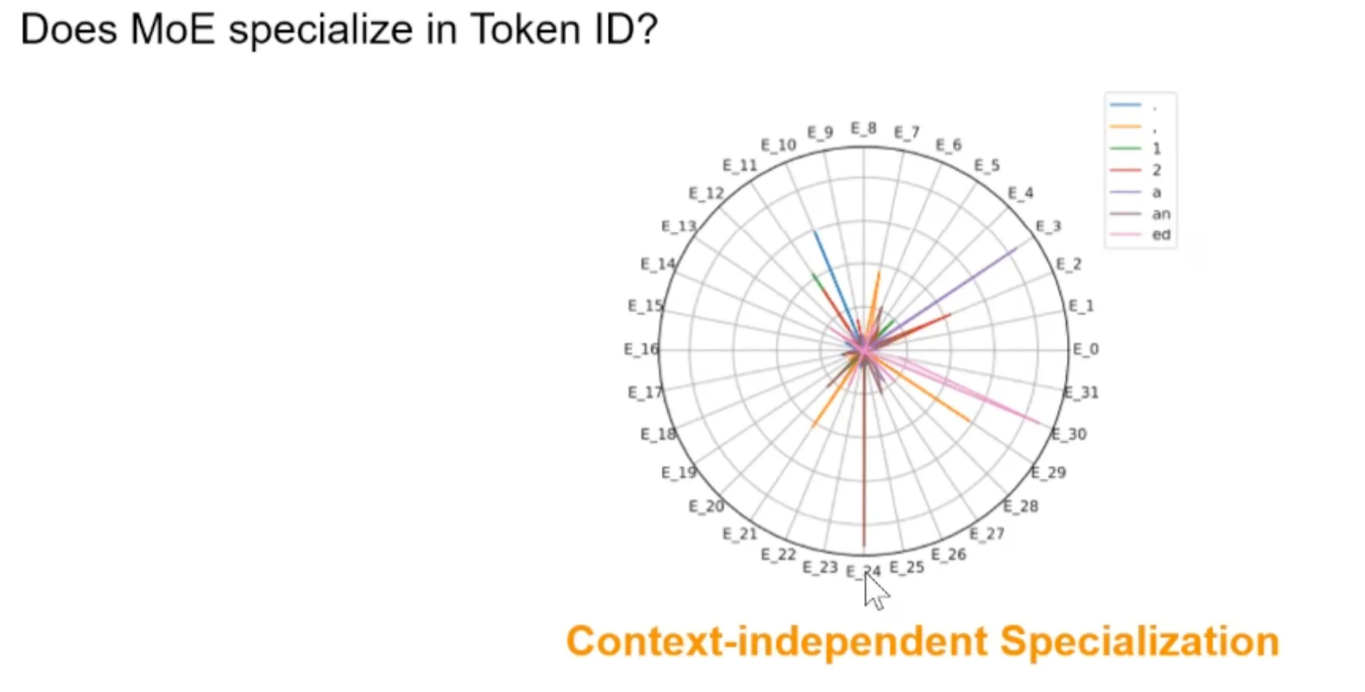 Does MoE specialize in Token ID?
.
,
1
2
a
an
ed
E_8
E_9
E_7
E_10
E_6
E_11
E_5
E_12
E_4
E_13
E_3
E_14
E_2
E_15
E_1
E_16
E_0
E_17
E_31
E_18
E_30
E_19
E_29
E_20
E_28
E_21
E_27
E_22
E_26
E_23
E_24
E_25
Context-independent Specialization